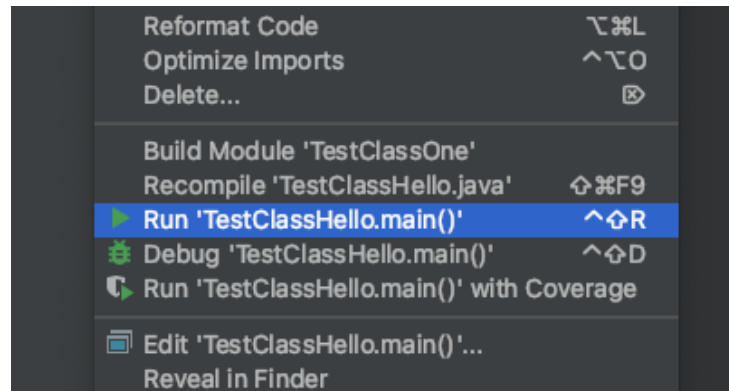 Reformat Code ⌥⌘L
Optimize Imports ^⌥O
Delete... ⌦
Build Module 'TestClassOne'
Recompile 'TestClassHello.java' ⇧⌘F9
Run 'TestClassHello.main()' ^⇧R
Debug 'TestClassHello.main()' ^⇧D
Run 'TestClassHello.main()' with Coverage
Edit 'TestClassHello.main()'...
Reveal in Finder